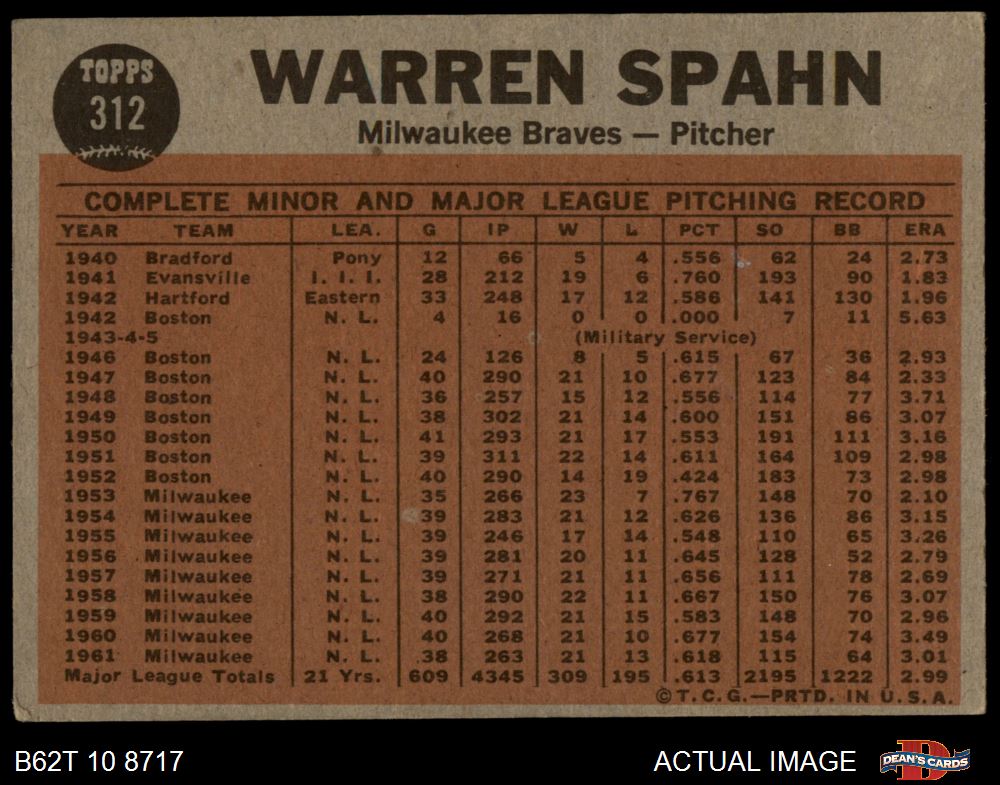 TOPPS
312
WARREN SPAHN
Milwaukee Braves — Pitcher
COMPLETE MINOR AND MAJOR LEAGUE PITCHING RECORD
YEAR TEAM LEA. G IP W L PCT SO BB ERA
1940 Bradford Pony 12 66 5 4 .556 62 24 2.73
1941 Evansville I. I. I. 28 212 19 6 .760 193 90 1.83
1942 Hartford Eastern 33 248 17 12 .586 141 130 1.96
1942 Boston N. L. 4 16 0 0 .000 7 11 5.63
1943-4-5 (Military Service)
1946 Boston N. L. 24 126 8 5 .615 67 36 2.93
1947 Boston N. L. 40 290 21 10 .677 123 84 2.33
1948 Boston N. L. 36 257 15 12 .556 114 77 3.71
1949 Boston N. L. 38 302 21 14 .600 151 86 3.07
1950 Boston N. L. 41 293 21 17 .553 191 111 3.16
1951 Boston N. L. 39 311 22 14 .611 164 109 2.98
1952 Boston N. L. 40 290 14 19 .424 183 73 2.98
1953 Milwaukee N. L. 35 266 23 7 .767 148 70 2.10
1954 Milwaukee N. L. 39 283 21 12 .626 136 86 3.15
1955 Milwaukee N. L. 39 246 17 14 .548 110 65 3.26
1956 Milwaukee N. L. 39 281 20 11 .645 128 52 2.79
1957 Milwaukee N. L. 39 271 21 11 .656 111 78 2.69
1958 Milwaukee N. L. 38 290 22 11 .667 150 76 3.07
1959 Milwaukee N. L. 40 292 21 15 .583 148 70 2.96
1960 Milwaukee N. L. 40 268 21 10 .677 154 74 3.49
1961 Milwaukee N. L. 38 263 21 13 .618 115 64 3.01
Major League Totals 21 Yrs. 609 4345 309 195 .613 2195 1222 2.99
© T. C. G.—PRTD. IN U. S. A.
B62T 10 8717 ACTUAL IMAGE
DEAN'S CARDS